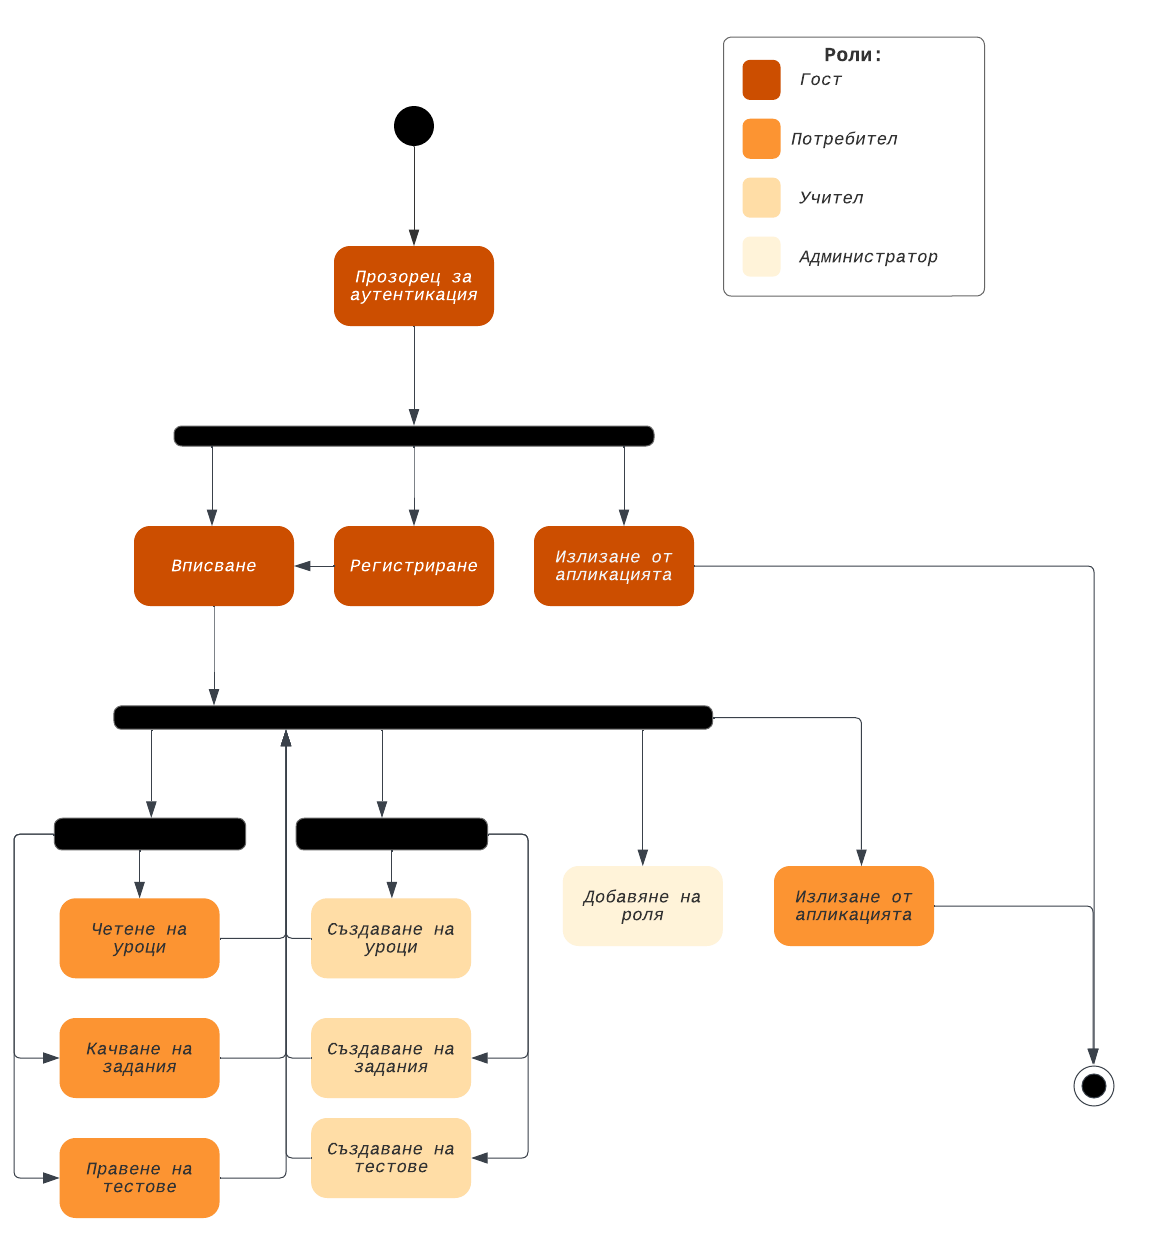 Роли:
Гост
Потребител
Учител
Администратор
Прозорец за
аутентикация
Вписване
Регистриране
Излизане от
апликацията
Добавяне на
роля
Излизане от
апликацията
Четене на
уроци
Създаване на
уроци
Качване на
задания
Създаване на
задания
Правене на
тестове
Създаване на
тестове